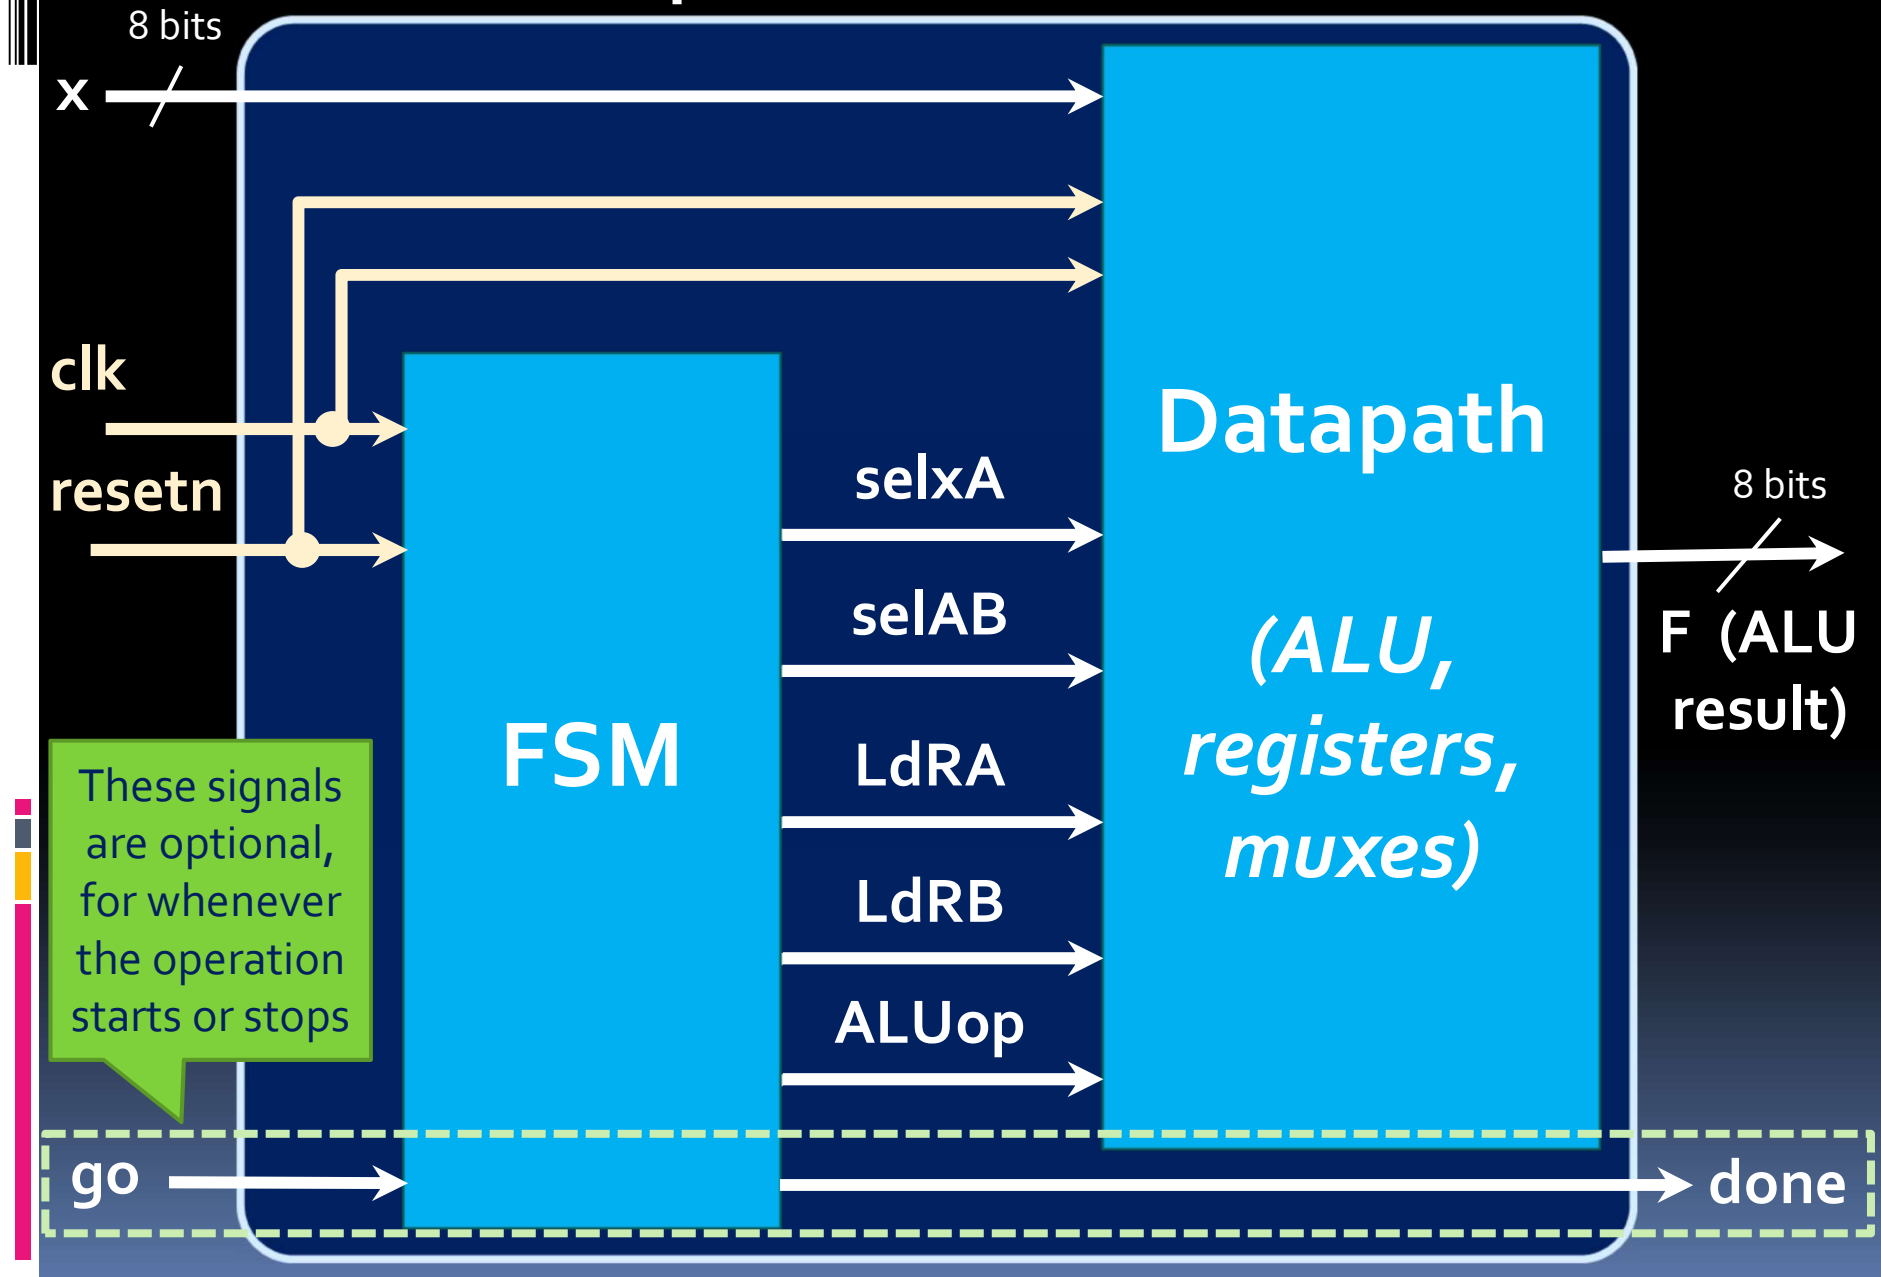 8 bits
x
clk
resetn
selxA
selAB
LdRA
LdRB
ALUop
FSM
Datapath
(ALU,
registers,
muxes)
8 bits
F (ALU
result)
These signals
are optional,
for whenever
the operation
starts or stops
go
done